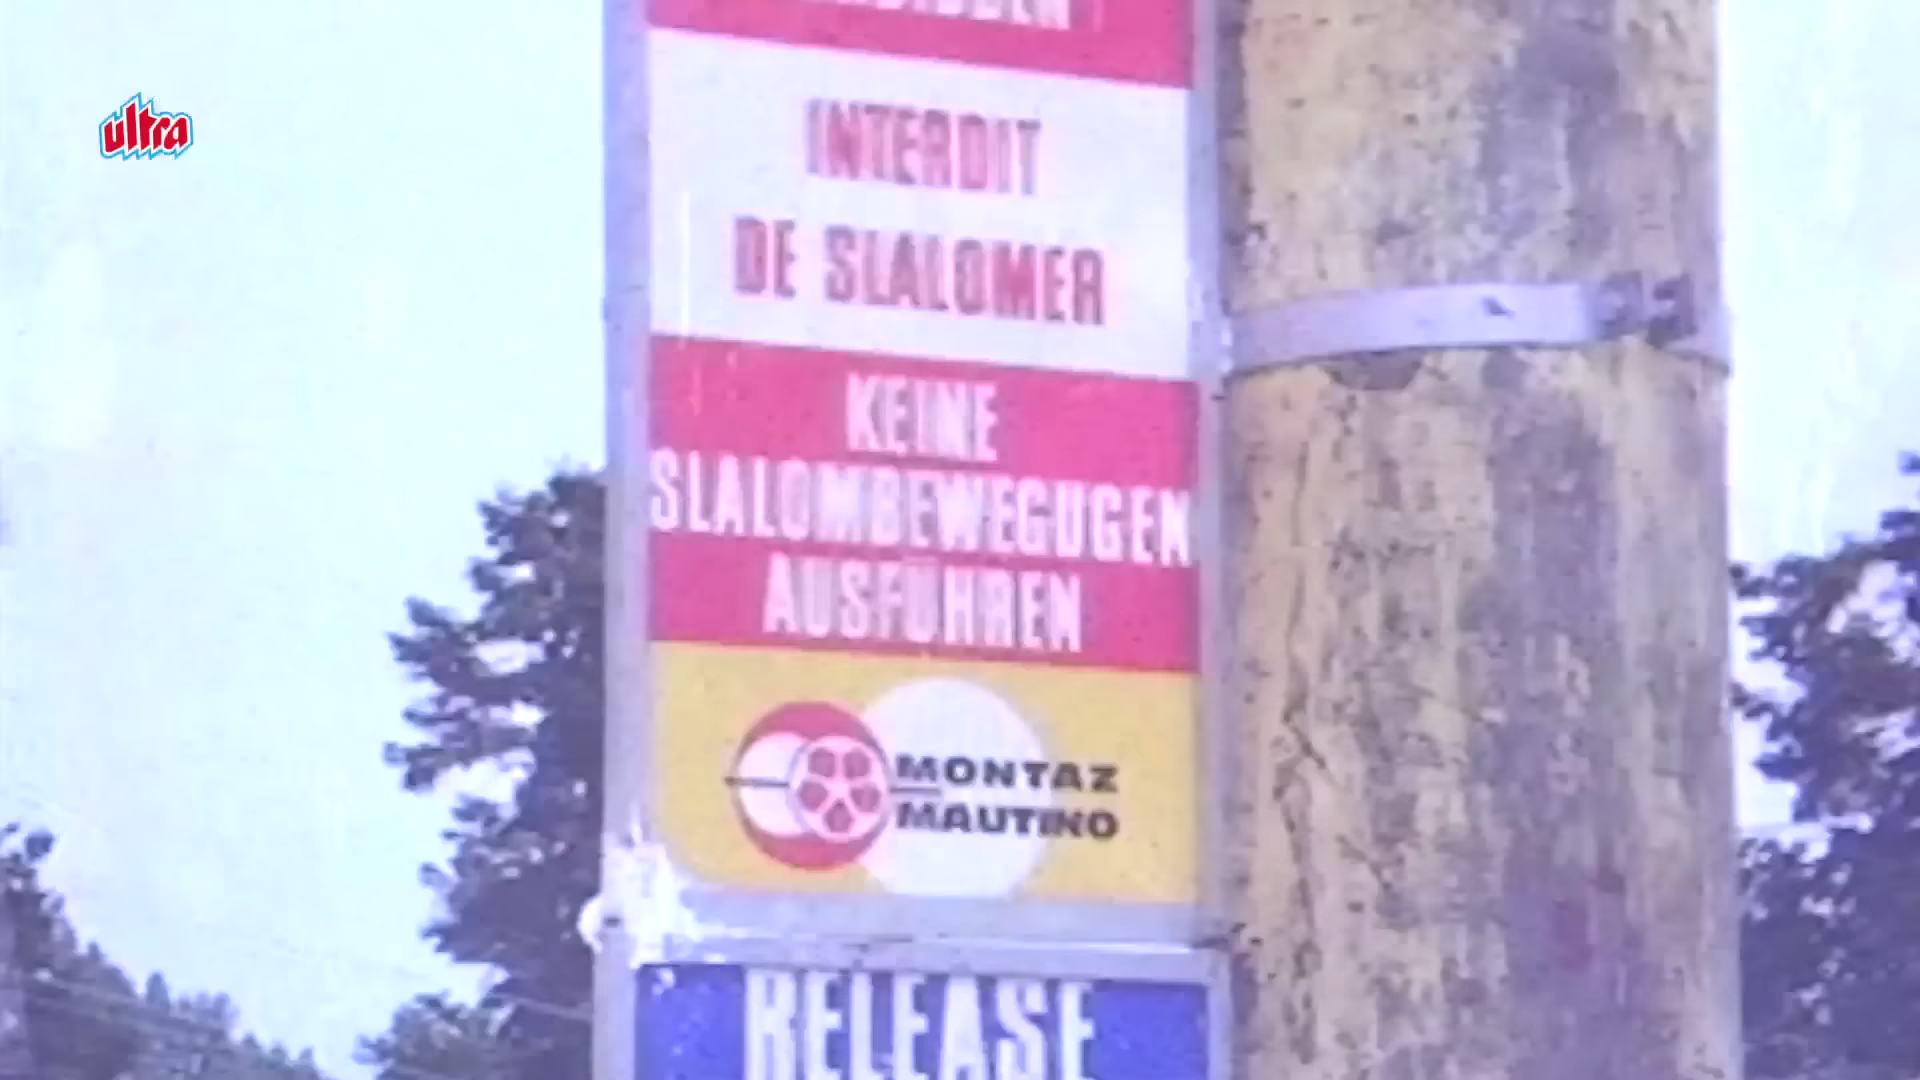 ultra
INTERDIT
DE SLALOMER
KEINE
SLALOMBEWEGUGEN
AUSFÜHREN
MONTAZ
MAUTINO
RELEASE